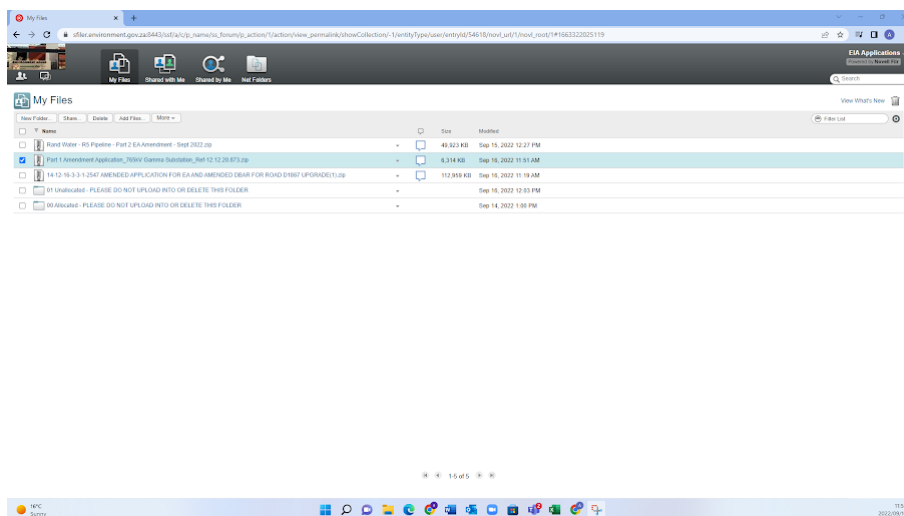 My Files
sfiler.environment.gov.za:8443/ssf/a/c/p_name/ss_forum/p_action/1/action/view_permalink/showCollection/-1/entityType/user/entryId/54618/novl_url/1/novl_root/1#1663322025119
EIA Applications
Powered by Novell Filr
My Files Shared with Me Shared by Me Net Folders
Search
My Files
View What's New
New Folder... Share... Delete Add Files... More
Filter List
Name Size Modified
Rand Water - R5 Pipeline - Part 2 EA Amendment - Sept 2022.zip 49,923 KB Sep 15, 2022 12:27 PM
Part 1 Amendment Application_765kV Gamma Substation_Ref-12.12.20.873.zip 6,314 KB Sep 16, 2022 11:51 AM
14-12-16-3-3-1-2547 AMENDED APPLICATION FOR EA AND AMENDED DBAR FOR ROAD D1867 UPGRADE(1).zip 112,959 KB Sep 16, 2022 11:19 AM
01 Unallocated - PLEASE DO NOT UPLOAD INTO OR DELETE THIS FOLDER Sep 16, 2022 12:03 PM
00 Allocated - PLEASE DO NOT UPLOAD INTO OR DELETE THIS FOLDER Sep 14, 2022 1:00 PM
1-5 of 5
16°C
Sunny